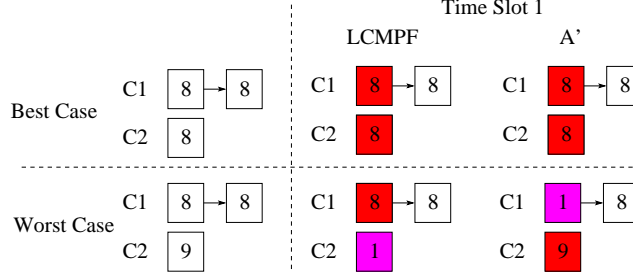 Time Slot 1
LCMPF A'
C1 8 8 C1 8 8 C1 8 8
Best Case
C2 8 C2 8 C2 8
C1 8 8 C1 8 8 C1 1 8
Worst Case
C2 9 C2 1 C2 9